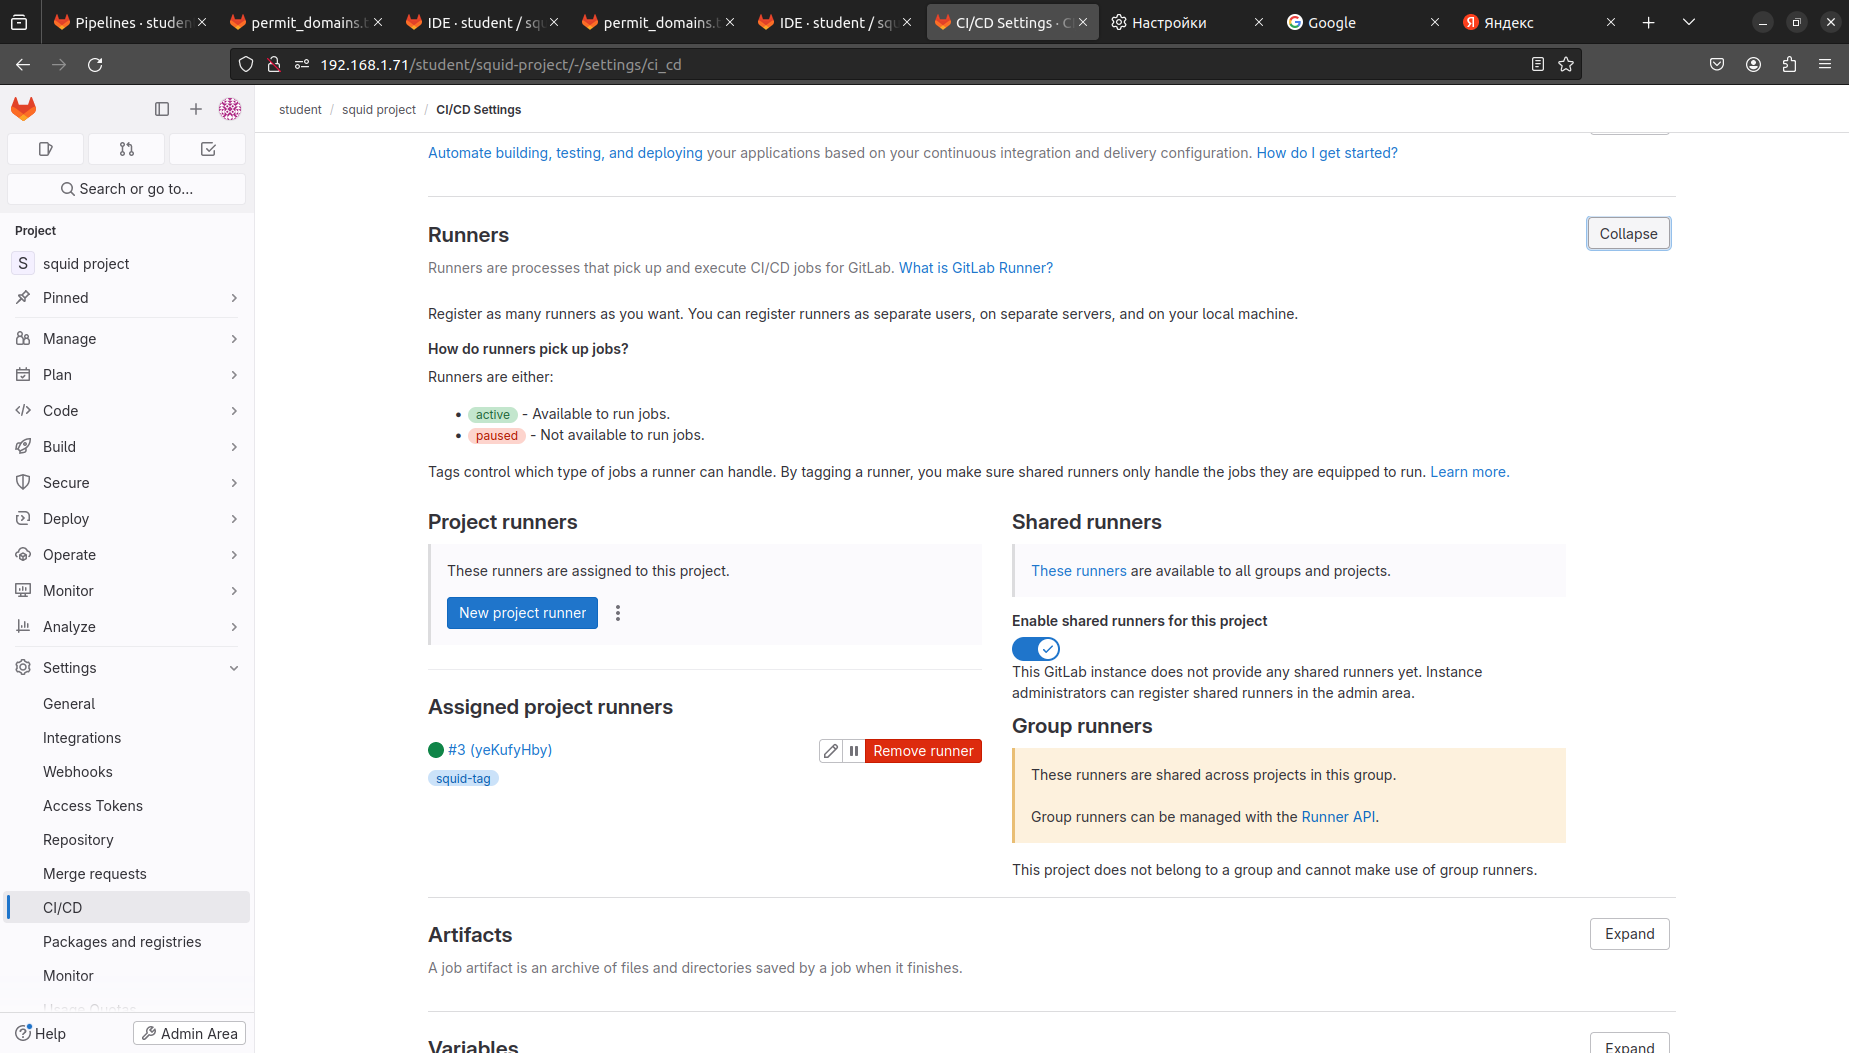 Pipelines · studen
permit_domains.t
IDE · student / squ
permit_domains.t
IDE · student / squ
CI/CD Settings · CI
Настройки
Google
Яндекс
192.168.1.71/student/squid-project/-/settings/ci_cd
student / squid project / CI/CD Settings
Search or go to...
Project
S squid project
Pinned
Manage
Plan
Code
Build
Secure
Deploy
Operate
Monitor
Analyze
Settings
General
Integrations
Webhooks
Access Tokens
Repository
Merge requests
CI/CD
Packages and registries
Monitor
Usage Quotas
Help
Admin Area
Automate building, testing, and deploying your applications based on your continuous integration and delivery configuration. How do I get started?
Runners
Collapse
Runners are processes that pick up and execute CI/CD jobs for GitLab. What is GitLab Runner?
Register as many runners as you want. You can register runners as separate users, on separate servers, and on your local machine.
How do runners pick up jobs?
Runners are either:
• active - Available to run jobs.
• paused - Not available to run jobs.
Tags control which type of jobs a runner can handle. By tagging a runner, you make sure shared runners only handle the jobs they are equipped to run. Learn more.
Project runners
These runners are assigned to this project.
New project runner
Assigned project runners
#3 (yeKufyHby)
Remove runner
squid-tag
Shared runners
These runners are available to all groups and projects.
Enable shared runners for this project
This GitLab instance does not provide any shared runners yet. Instance
administrators can register shared runners in the admin area.
Group runners
These runners are shared across projects in this group.
Group runners can be managed with the Runner API.
This project does not belong to a group and cannot make use of group runners.
Artifacts
Expand
A job artifact is an archive of files and directories saved by a job when it finishes.
Variables
Expand